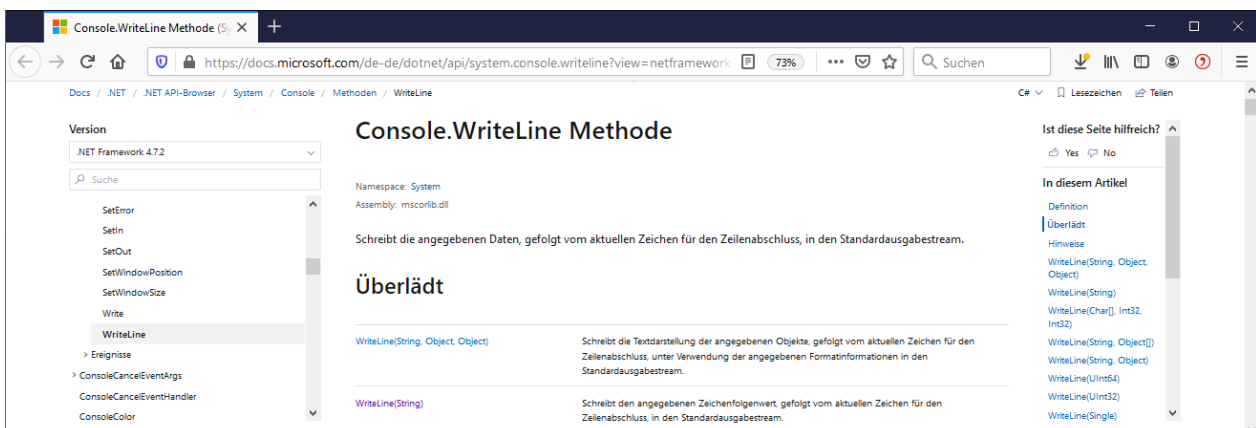 Console.WriteLine Methode (Sy
https://docs.microsoft.com/de-de/dotnet/api/system.console.writeline?view=netframework
73%
Suchen
Docs / .NET / .NET API-Browser / System / Console / Methoden / WriteLine
C#
Lesezeichen
Teilen
Version
.NET Framework 4.7.2
Suche
SetError
SetIn
SetOut
SetWindowPosition
SetWindowSize
Write
WriteLine
> Ereignisse
> ConsoleCancelEventArgs
ConsoleCancelEventHandler
ConsoleColor
Console.WriteLine Methode
Namespace: System
Assembly: mscorlib.dll
Schreibt die angegebenen Daten, gefolgt vom aktuellen Zeichen für den Zeilenabschluss, in den Standardausgabestream.
Überlädt
WriteLine(String, Object, Object)
Schreibt die Textdarstellung der angegebenen Objekte, gefolgt vom aktuellen Zeichen für den
Zeilenabschluss, unter Verwendung der angegebenen Formatinformationen in den
Standardausgabestream.
WriteLine(String)
Schreibt den angegebenen Zeichenfolgenwert, gefolgt vom aktuellen Zeichen für den
Zeilenabschluss, in den Standardausgabestream.
Ist diese Seite hilfreich?
Yes
No
In diesem Artikel
Definition
Überlädt
Hinweise
WriteLine(String, Object,
Object)
WriteLine(String)
WriteLine(Char[], Int32,
Int32)
WriteLine(String, Object[])
WriteLine(String, Object)
WriteLine(UInt64)
WriteLine(UInt32)
WriteLine(Single)